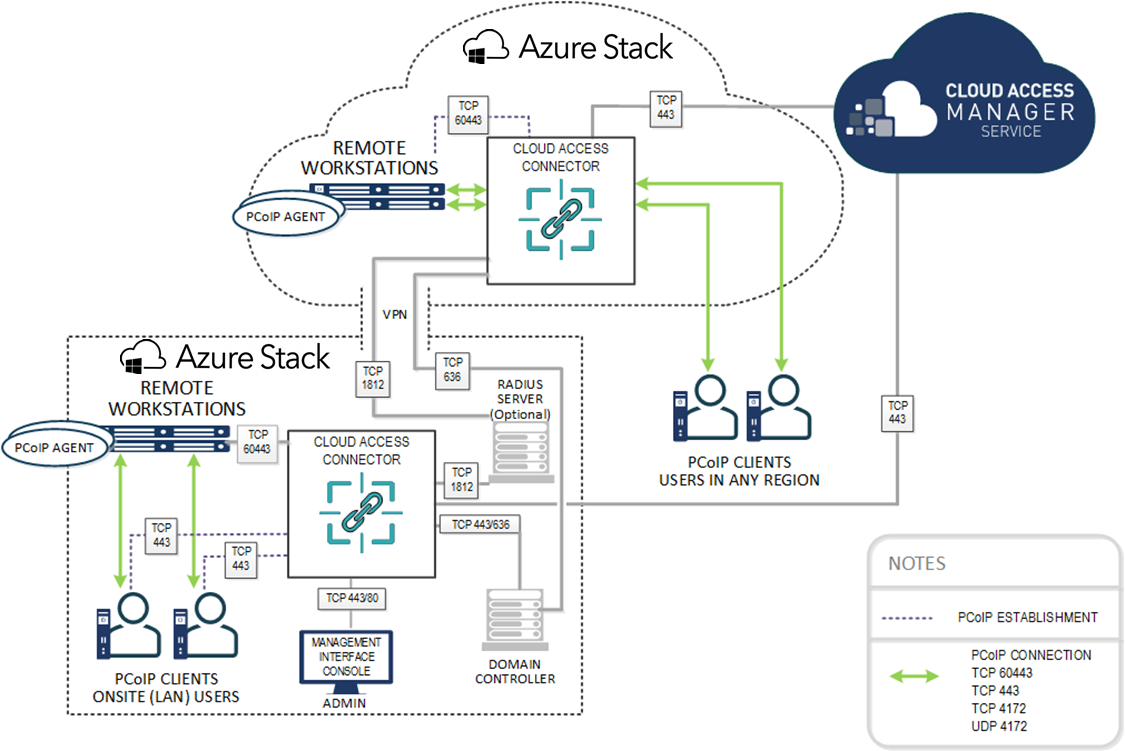 Azure Stack
CLOUD ACCESS
MANAGER
SERVICE
TCP
60443
TCP
443
REMOTE
WORKSTATIONS
CLOUD ACCESS
CONNECTOR
PCoIP AGENT
VPN
Azure Stack
TCP
1812
TCP
636
REMOTE
WORKSTATIONS
RADIUS
SERVER
(Optional)
TCP
443
PCoIP AGENT
TCP
60443
CLOUD ACCESS
CONNECTOR
TCP
1812
PCoIP CLIENTS
USERS IN ANY REGION
TCP 443/636
TCP
443
TCP
443
TCP 443/80
MANAGEMENT
INTERFACE
CONSOLE
ADMIN
DOMAIN
CONTROLLER
PCoIP CLIENTS
ONSITE (LAN) USERS
NOTES
PCoIP ESTABLISHMENT
PCoIP CONNECTION
TCP 60443
TCP 443
TCP 4172
UDP 4172